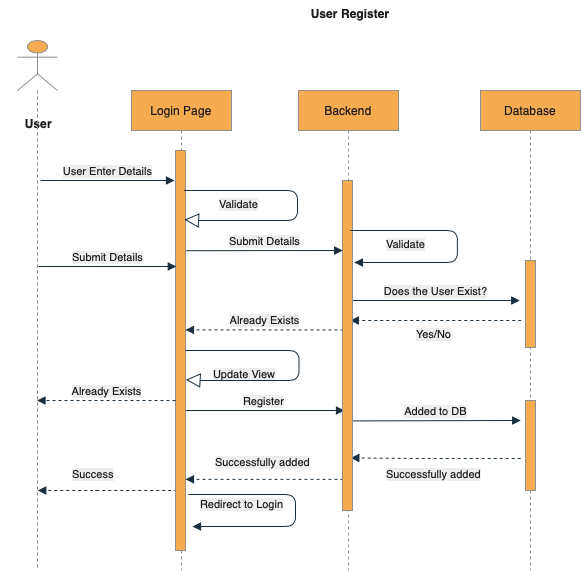 User Register
User
Login Page
Backend
Database
User Enter Details
Validate
Submit Details
Validate
Submit Details
Does the User Exist?
Already Exists
Yes/No
Update View
Already Exists
Register
Added to DB
Successfully added
Successfully added
Success
Redirect to Login